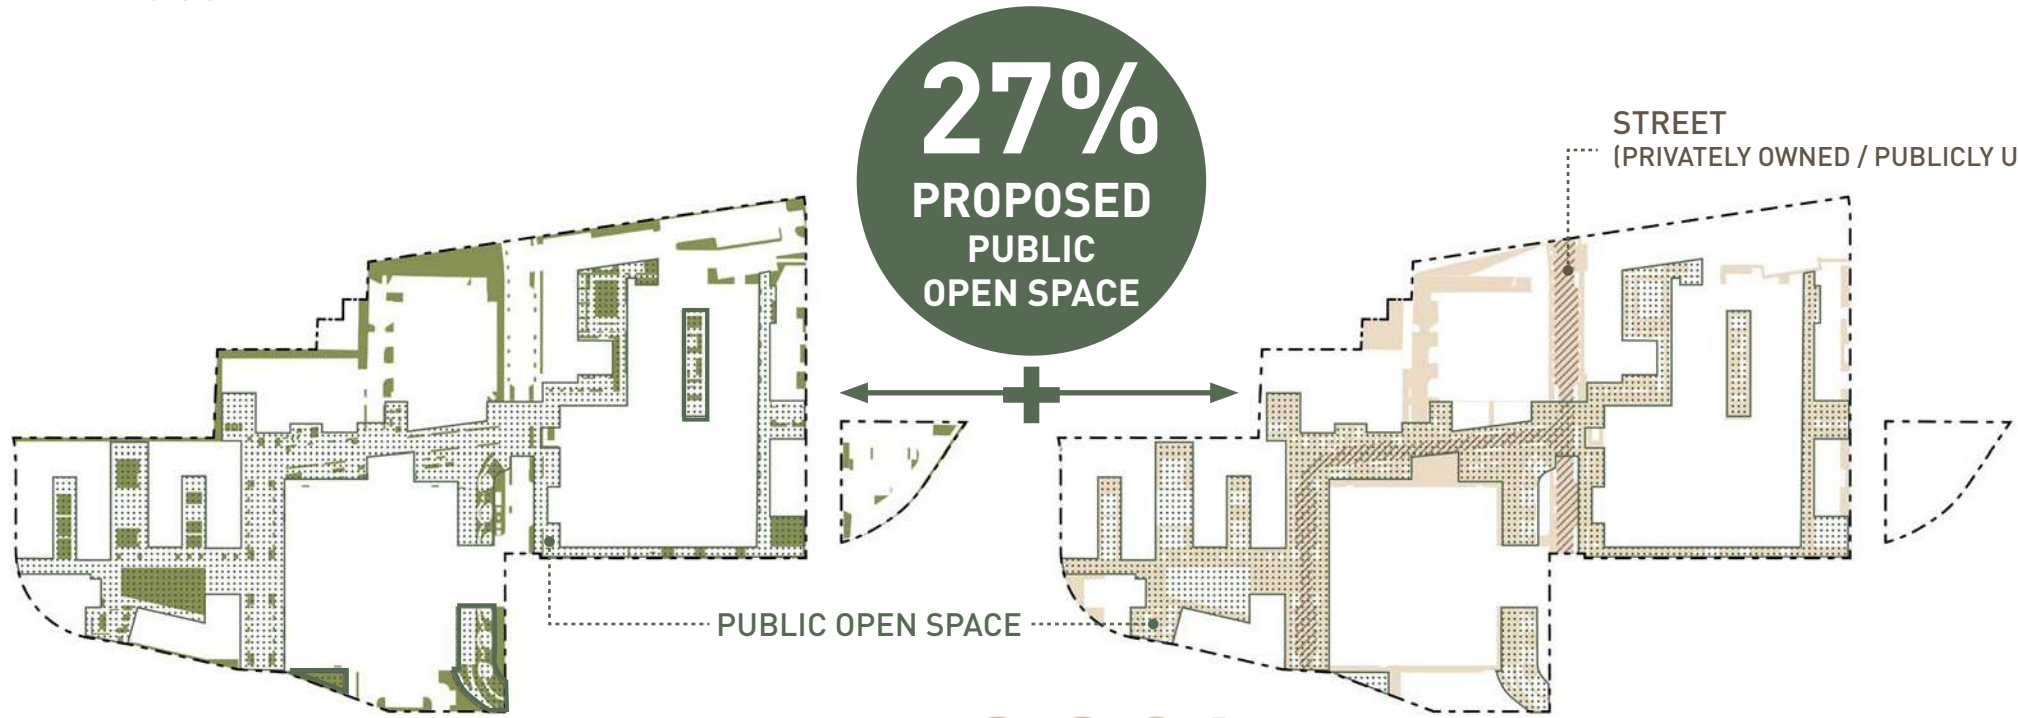 27%
PROPOSED
PUBLIC
OPEN SPACE
STREET
(PRIVATELY OWNED / PUBLICLY U
PUBLIC OPEN SPACE